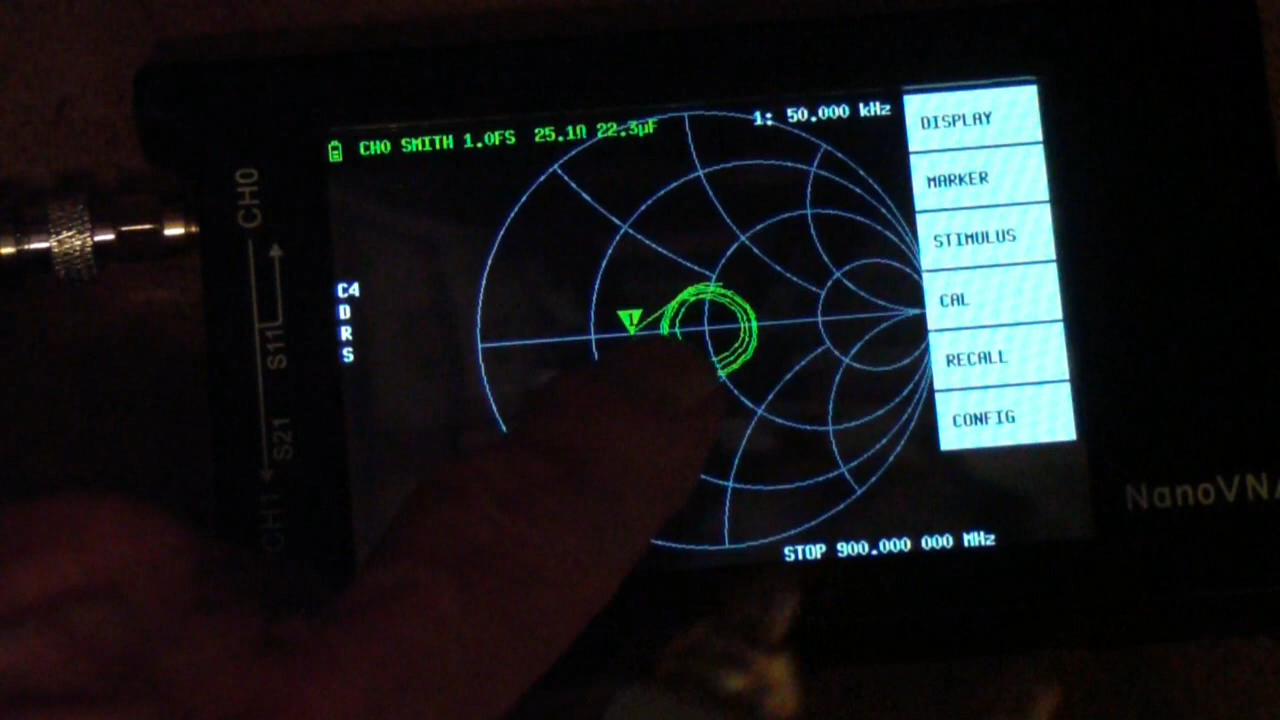 CH0 SMITH 1.0FS 25.1Ω 22.3µF
1: 50.000 kHz
DISPLAY
MARKER
STIMULUS
CAL
RECALL
CONFIG
C4
D
R
S
STOP 900.000 000 MHz
CH0
S11
S21
CH1
NanoVNA